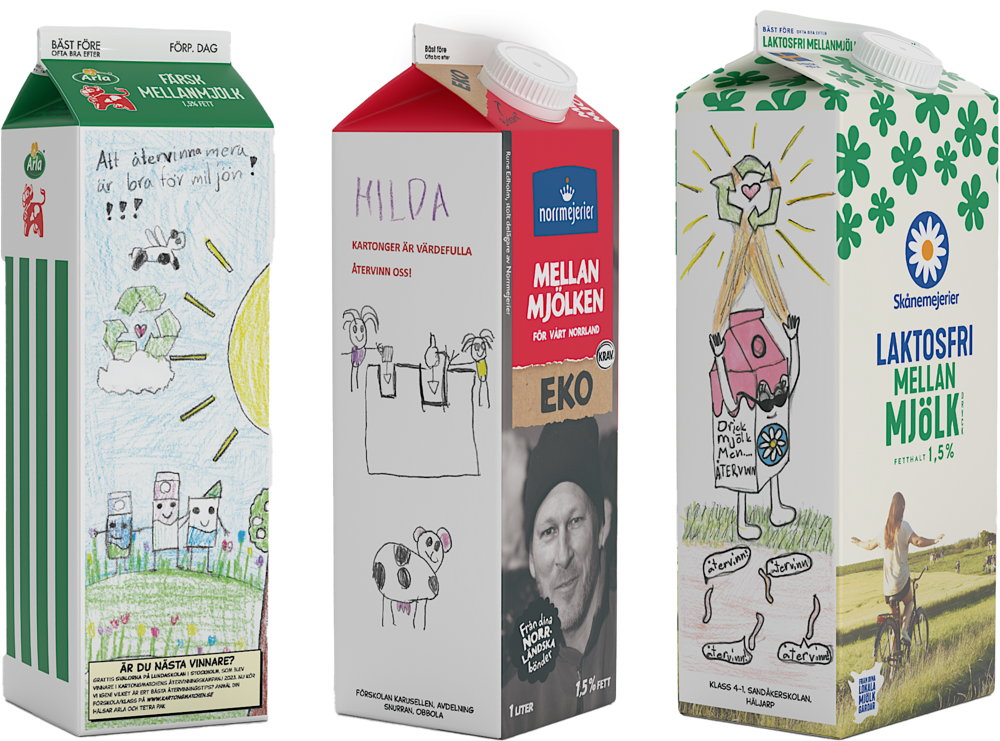 BÄST FÖRE
OFTA BRA EFTER
FÖRP. DAG
Arla
FÄRSK
MELLANMJÖLK
1,5% FETT
Arla
Att återvinna mera
är bra för miljön!
!!!
ÄR DU NÄSTA VINNARE?
GRATTIS SVALORNA PÅ LUNDASKOLAN I STOCKHOLM, SOM BLEV
VINNARE I KARTONGMATCHENS ÅTERVINNINGSKAMPANJ 2023. NU KÖR
VI IGEN! VILKET ÄR ERT BÄSTA ÅTERVINNINGSTIPS? ANMÄL DIN
FÖRSKOLA/KLASS PÅ WWW.KARTONGMATCHEN.SE
HÄLSAR ARLA OCH TETRA PAK
Bäst före
Ofta bra efter
EKO
HILDA
KARTONGER ÄR VÄRDEFULLA
ÅTERVINN OSS!
FÖRSKOLAN KARUSELLEN, AVDELNING
SNURRAN, OBBOLA
Rune Edholm, stolt delägare av Norrmejerier
norrmejerier
MELLAN
MJÖLKEN
FÖR VÅRT NORRLAND
KRAV
EKO
Från dina
NORR-
LÄNDSKA
bönder
1 LITER
1,5% FETT
BÄST FÖRE OFTA BRA EFTER
LAKTOSFRI MELLANMJÖL
Drick
mjölk
Men....
ÅTERVINN
återvinn!
återvinn
återvinn!
återvinn!
KLASS 4-1, SANDÅKERSKOLAN,
HÄLJARP
Skånemejerier
LAKTOSFRI
MELLAN
MJÖLK
DRYCK
FETTHALT 1,5%
FRÅN DINA
LOKALA
MJÖLK
GÅRDAR